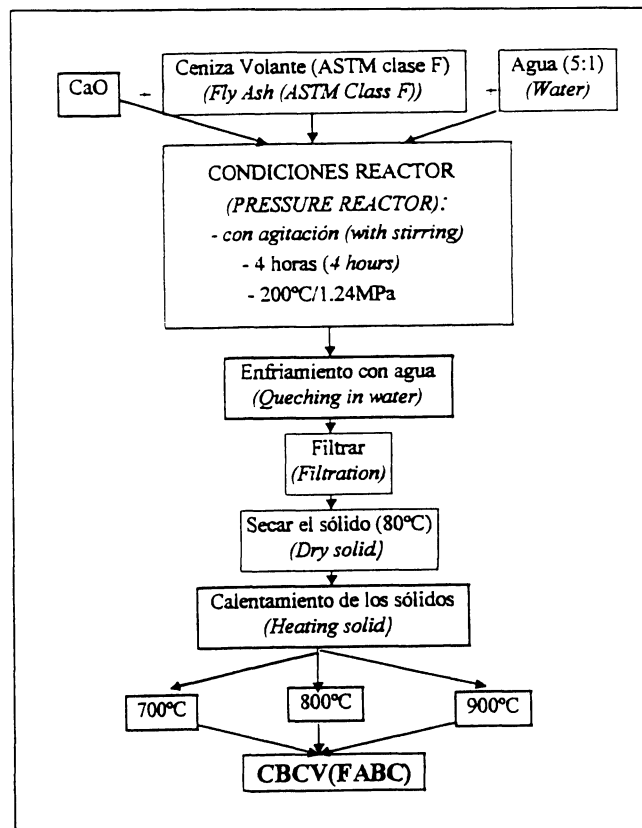 CaO
Ceniza Volante (ASTM clase F)
(Fly Ash (ASTM Class F))
Agua (5:1)
(Water)
CONDICIONES REACTOR
(PRESSURE REACTOR):
- con agitación (with stirring)
- 4 horas (4 hours)
- 200ºC/1.24MPa
Enfriamiento con agua
(Queching in water)
Filtrar
(Filtration)
Secar el sólido (80ºC)
(Dry solid)
Calentamiento de los sólidos
(Heating solid)
700ºC
800ºC
900ºC
CBCV(FABC)